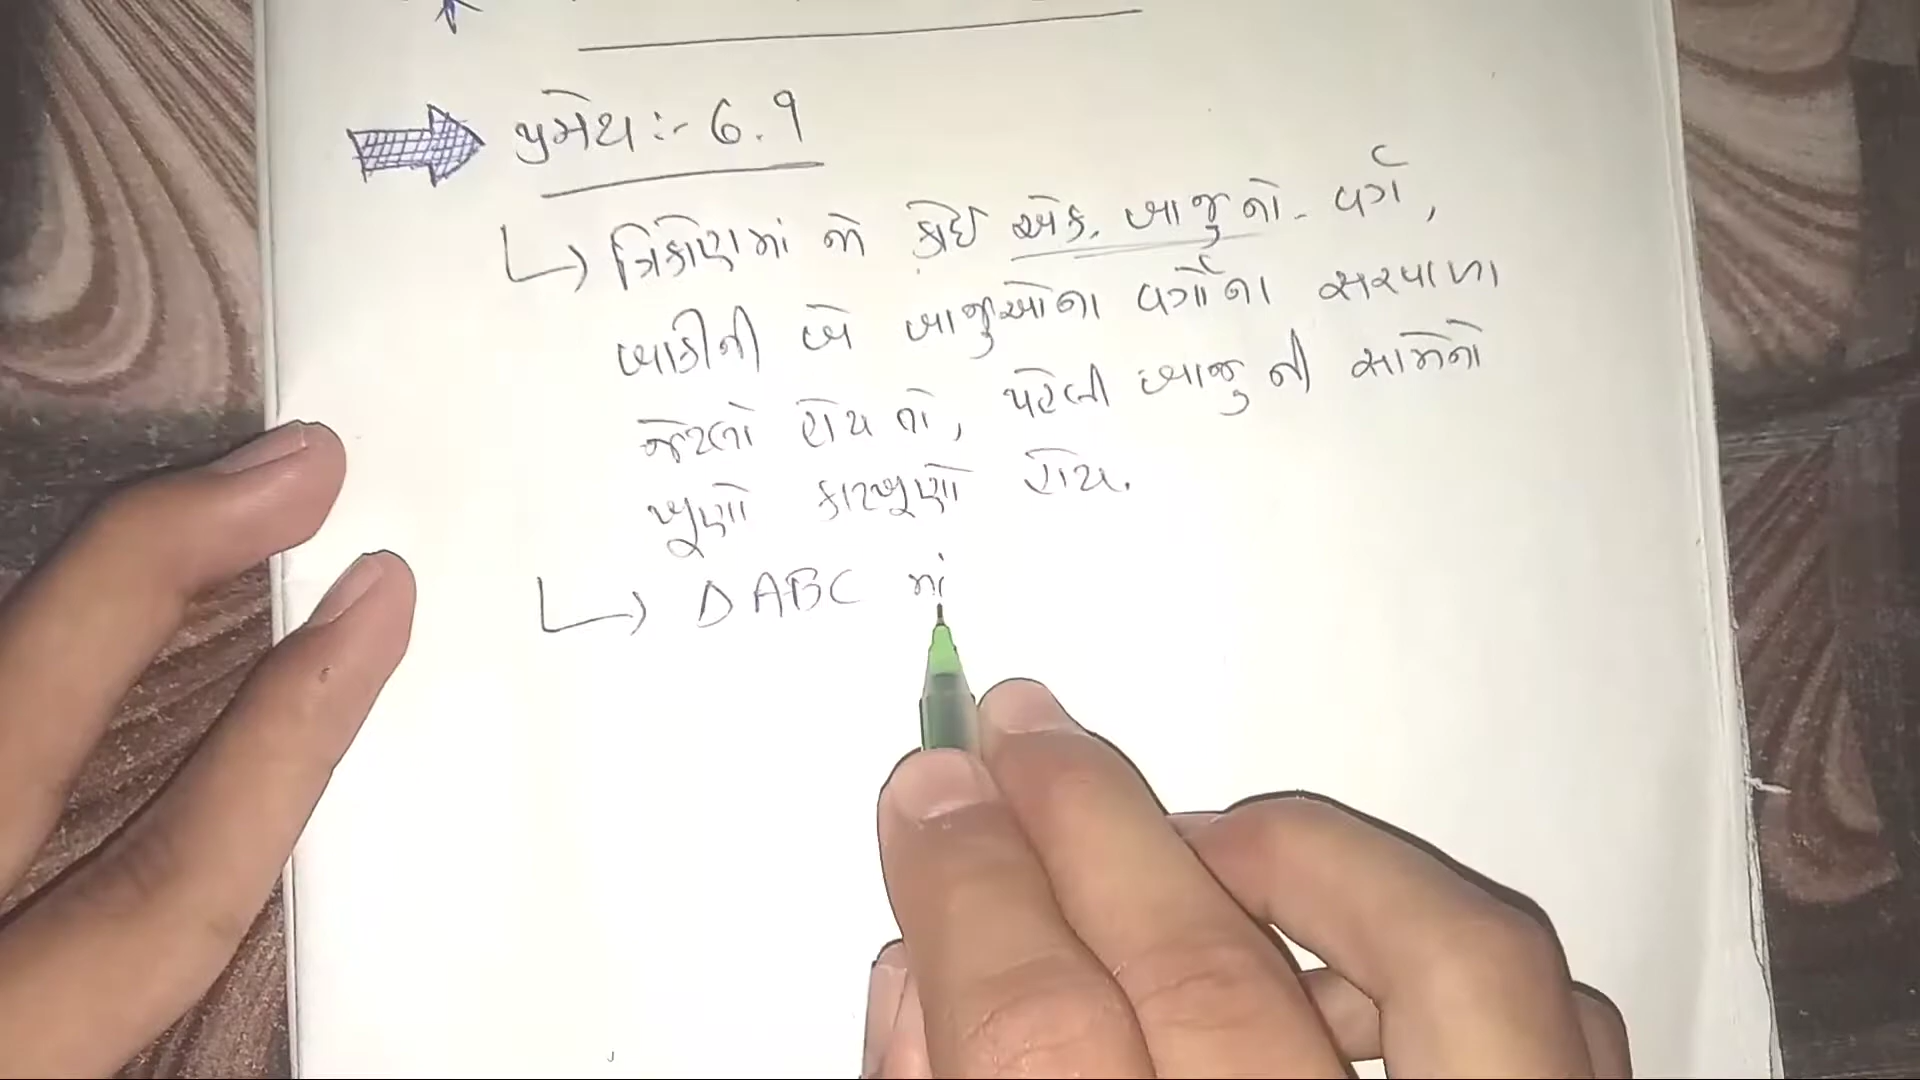 પ્રમેય :- 6.9
ત્રિકોણમાં જો કોઈ એક બાજુનો વર્ગ,
બાકીની બે બાજુઓના વર્ગોના સરવાળા
જેટલો હોય તો, પહેલી બાજુની સામેનો
ખૂણો કાટખૂણો હોય.
Δ ABC માં